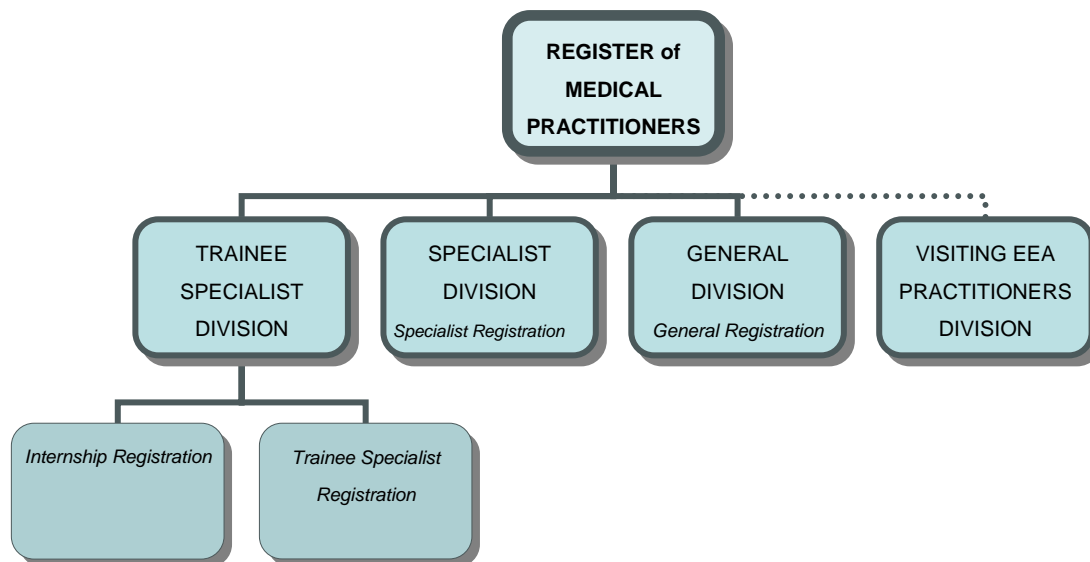 REGISTER of
MEDICAL
PRACTITIONERS
TRAINEE
SPECIALIST
DIVISION
SPECIALIST
DIVISION
Specialist Registration
GENERAL
DIVISION
General Registration
VISITING EEA
PRACTITIONERS
DIVISION
Internship Registration
Trainee Specialist
Registration